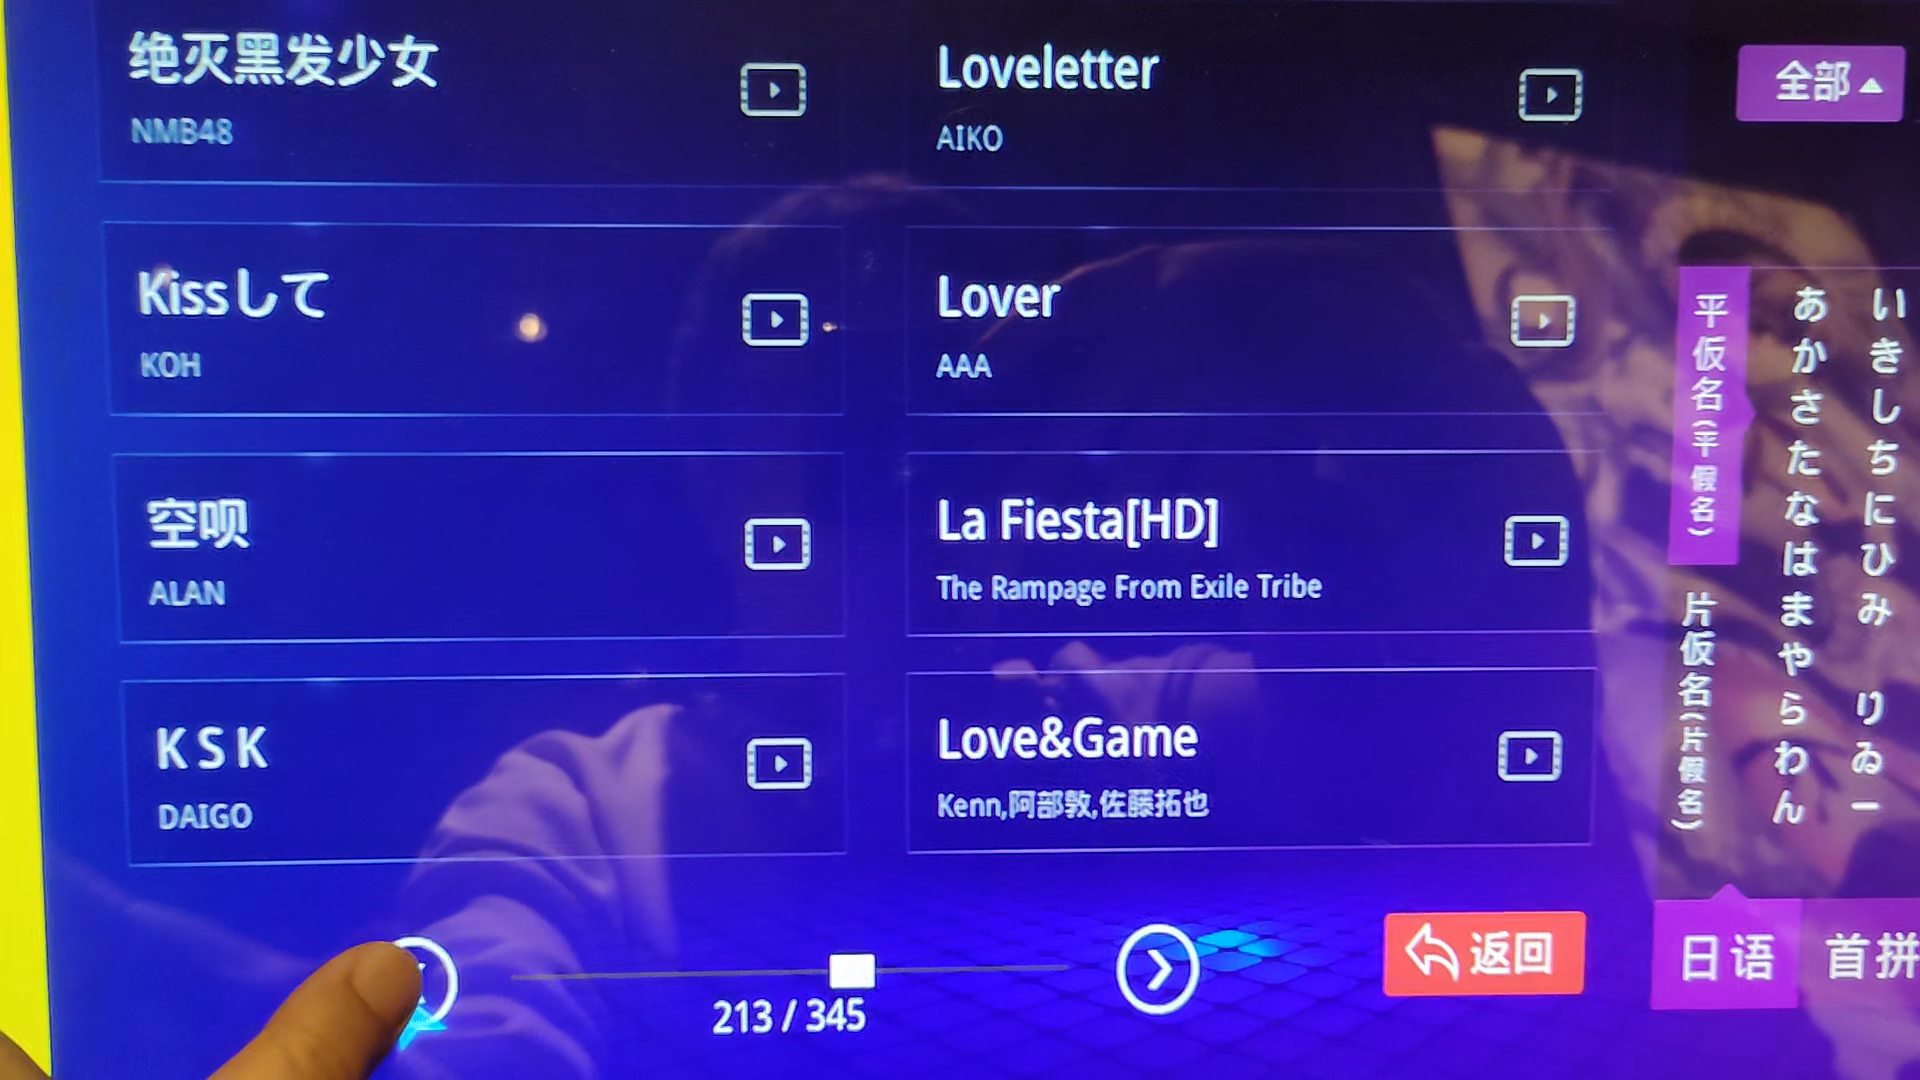 绝灭黑发少女
NMB48
Loveletter
AIKO
全部
Kissして
KOH
Lover
AAA
空呗
ALAN
La Fiesta[HD]
The Rampage From Exile Tribe
K S K
DAIGO
Love&Game
Kenn,阿部敦,佐藤拓也
平仮名(平假名)
片仮名(片假名)
あかさたなはまやらわん
いきしちにひみ りゐー
213 / 345
返回
日语
首拼